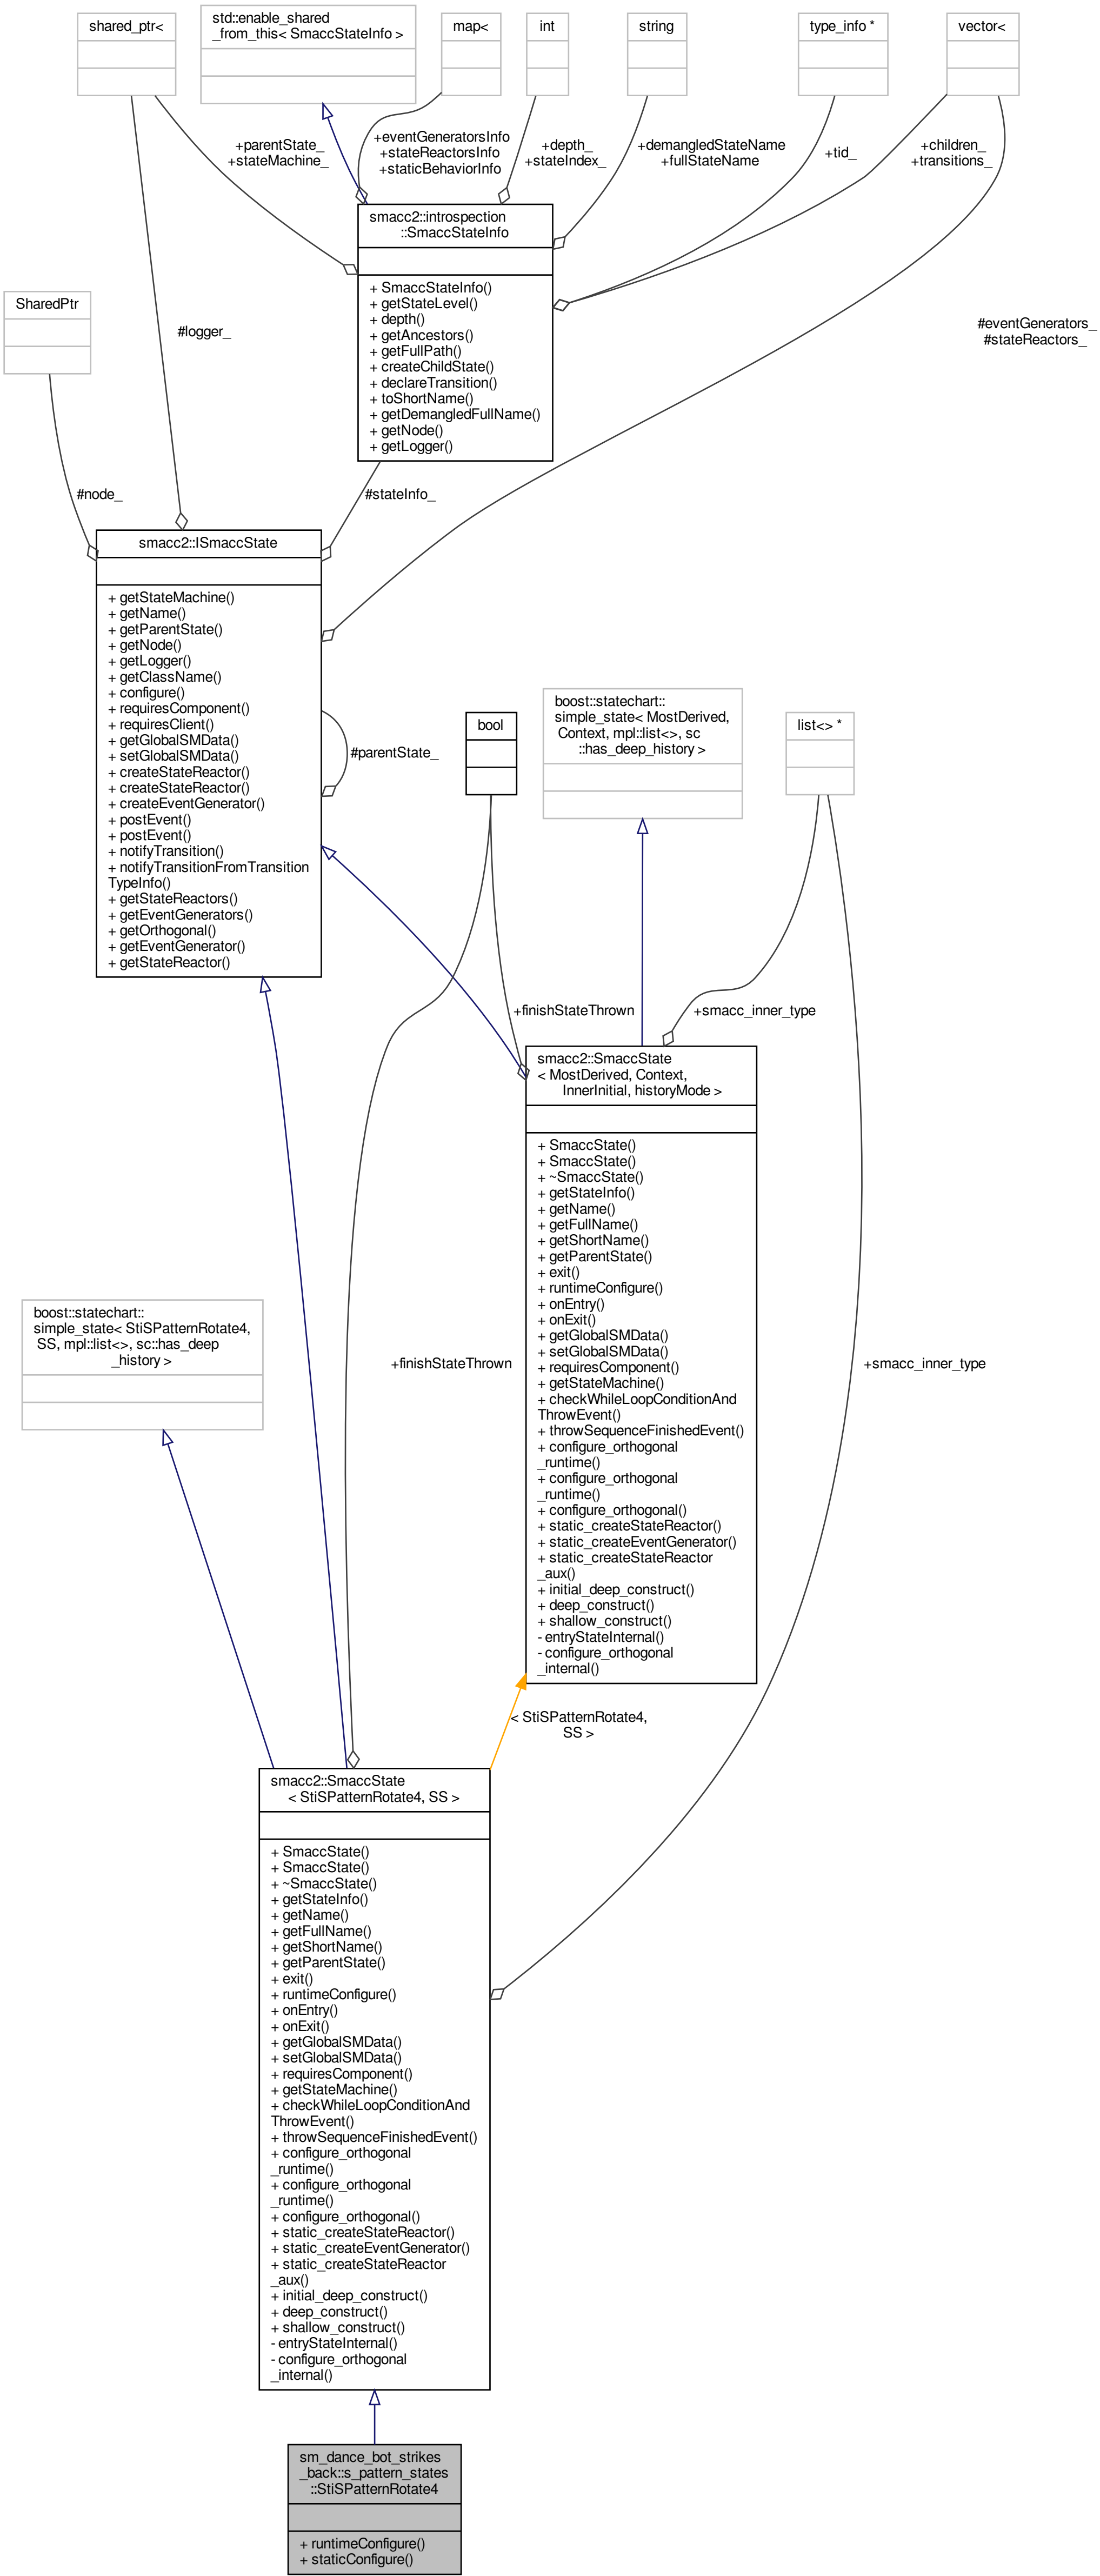 shared_ptr<
std::enable_shared
_from_this< SmaccStateInfo >
map<
int
string
type_info *
vector<
+parentState_
+stateMachine_
+eventGeneratorsInfo
+stateReactorsInfo
+staticBehaviorInfo
+depth_
+stateIndex_
+demangledStateName
+fullStateName
+tid_
+children_
+transitions_
smacc2::introspection
::SmaccStateInfo
+ SmaccStateInfo()
+ getStateLevel()
+ depth()
+ getAncestors()
+ getFullPath()
+ createChildState()
+ declareTransition()
+ toShortName()
+ getDemangledFullName()
+ getNode()
+ getLogger()
SharedPtr
#logger_
#eventGenerators_
#stateReactors_
#node_
#stateInfo_
smacc2::ISmaccState
+ getStateMachine()
+ getName()
+ getParentState()
+ getNode()
+ getLogger()
+ getClassName()
+ configure()
+ requiresComponent()
+ requiresClient()
+ getGlobalSMData()
+ setGlobalSMData()
+ createStateReactor()
+ createStateReactor()
+ createEventGenerator()
+ postEvent()
+ postEvent()
+ notifyTransition()
+ notifyTransitionFromTransition
TypeInfo()
+ getStateReactors()
+ getEventGenerators()
+ getOrthogonal()
+ getEventGenerator()
+ getStateReactor()
#parentState_
bool
boost::statechart::
simple_state< MostDerived,
Context, mpl::list<>, sc
::has_deep_history >
list<> *
+finishStateThrown
+smacc_inner_type
smacc2::SmaccState
< MostDerived, Context,
InnerInitial, historyMode >
+ SmaccState()
+ SmaccState()
+ ~SmaccState()
+ getStateInfo()
+ getName()
+ getFullName()
+ getShortName()
+ getParentState()
+ exit()
+ runtimeConfigure()
+ onEntry()
+ onExit()
+ getGlobalSMData()
+ setGlobalSMData()
+ requiresComponent()
+ getStateMachine()
+ checkWhileLoopConditionAnd
ThrowEvent()
+ throwSequenceFinishedEvent()
+ configure_orthogonal
_runtime()
+ configure_orthogonal
_runtime()
+ configure_orthogonal()
+ static_createStateReactor()
+ static_createEventGenerator()
+ static_createStateReactor
_aux()
+ initial_deep_construct()
+ deep_construct()
+ shallow_construct()
- entryStateInternal()
- configure_orthogonal
_internal()
boost::statechart::
simple_state< StiSPatternRotate4,
SS, mpl::list<>, sc::has_deep
_history >
+finishStateThrown
+smacc_inner_type
< StiSPatternRotate4,
SS >
smacc2::SmaccState
< StiSPatternRotate4, SS >
+ SmaccState()
+ SmaccState()
+ ~SmaccState()
+ getStateInfo()
+ getName()
+ getFullName()
+ getShortName()
+ getParentState()
+ exit()
+ runtimeConfigure()
+ onEntry()
+ onExit()
+ getGlobalSMData()
+ setGlobalSMData()
+ requiresComponent()
+ getStateMachine()
+ checkWhileLoopConditionAnd
ThrowEvent()
+ throwSequenceFinishedEvent()
+ configure_orthogonal
_runtime()
+ configure_orthogonal
_runtime()
+ configure_orthogonal()
+ static_createStateReactor()
+ static_createEventGenerator()
+ static_createStateReactor
_aux()
+ initial_deep_construct()
+ deep_construct()
+ shallow_construct()
- entryStateInternal()
- configure_orthogonal
_internal()
sm_dance_bot_strikes
_back::s_pattern_states
::StiSPatternRotate4
+ runtimeConfigure()
+ staticConfigure()